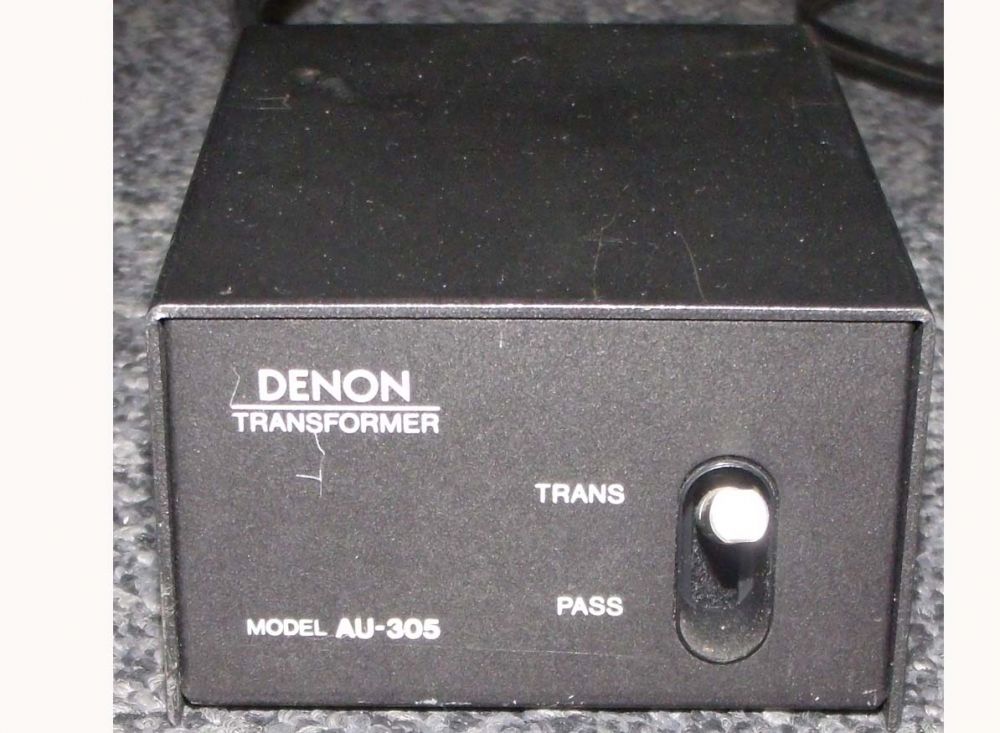 DENON
TRANSFORMER
TRANS
PASS
MODEL AU-305